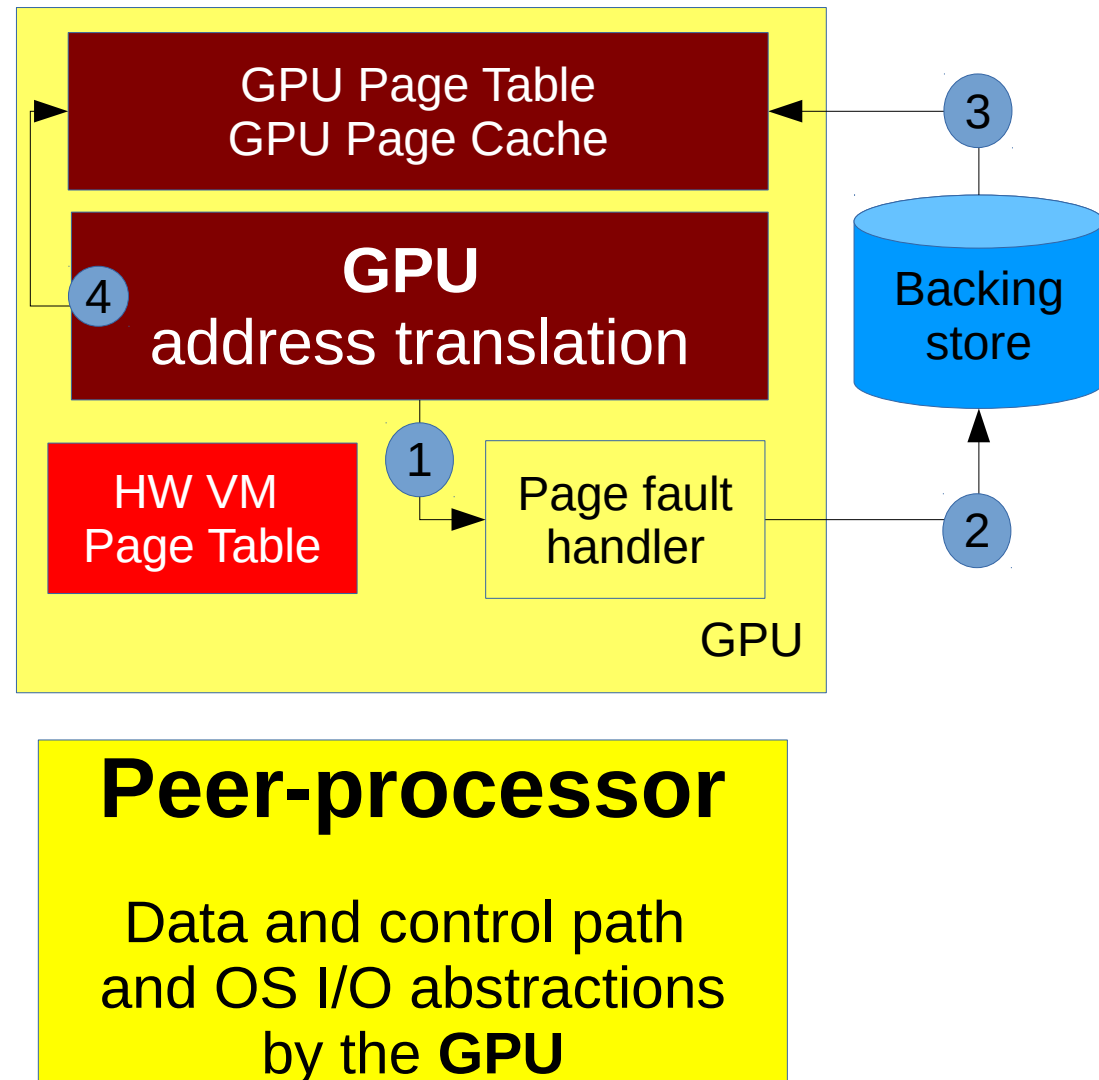 GPU Page Table
GPU Page Cache
3
GPU
address translation
4
Backing
store
1
HW VM
Page Table
Page fault
handler
2
GPU
Peer-processor
Data and control path
and OS I/O abstractions
by the GPU